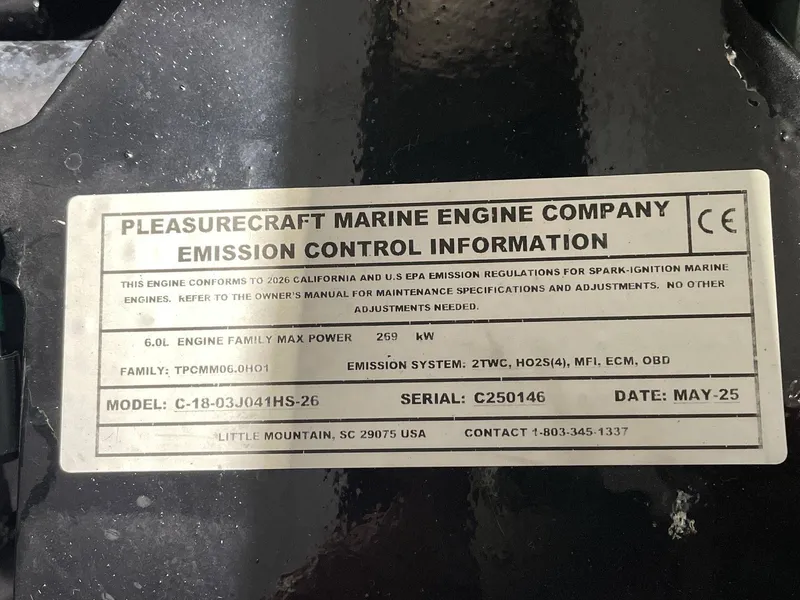 PLEASURECRAFT MARINE ENGINE COMPANY
EMISSION CONTROL INFORMATION
CE
THIS ENGINE CONFORMS TO 2026 CALIFORNIA AND U.S EPA EMISSION REGULATIONS FOR SPARK-IGNITION MARINE
ENGINES. REFER TO THE OWNER'S MANUAL FOR MAINTENANCE SPECIFICATIONS AND ADJUSTMENTS. NO OTHER
ADJUSTMENTS NEEDED.
6.0L ENGINE FAMILY MAX POWER 269 kW
FAMILY: TPCMM06.0HO1 EMISSION SYSTEM: 2TWC, HO2S(4), MFI, ECM, OBD
MODEL: C-18-03J041HS-26 SERIAL: C250146 DATE: MAY-25
LITTLE MOUNTAIN, SC 29075 USA CONTACT 1-803-345-1337